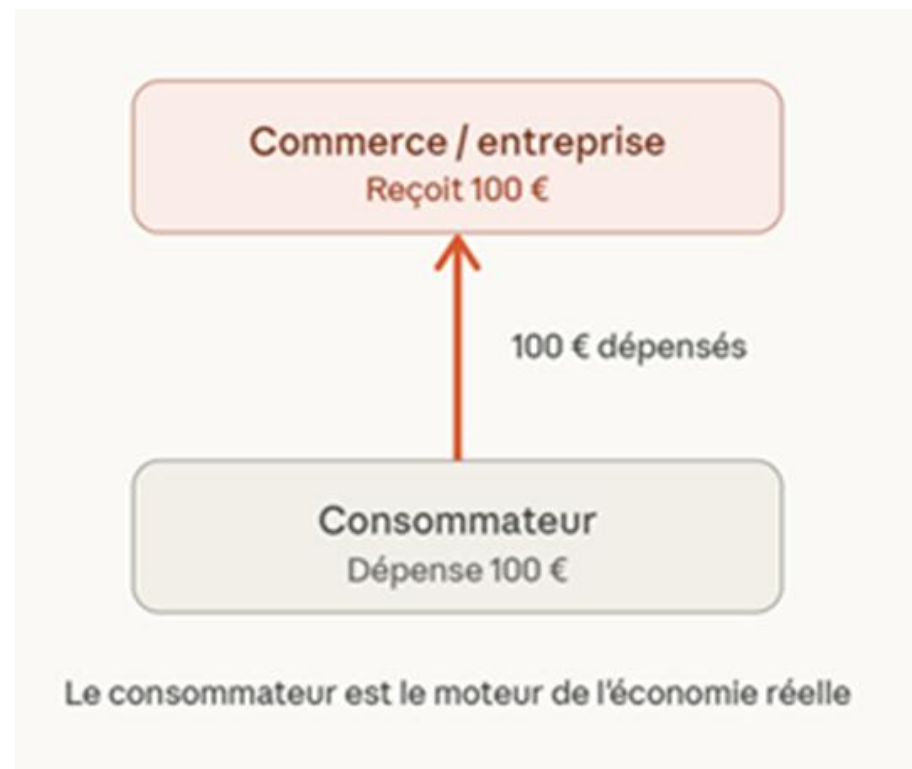 Commerce / entreprise
Reçoit 100 €
100 € dépensés
Consommateur
Dépense 100 €
Le consommateur est le moteur de l'économie réelle